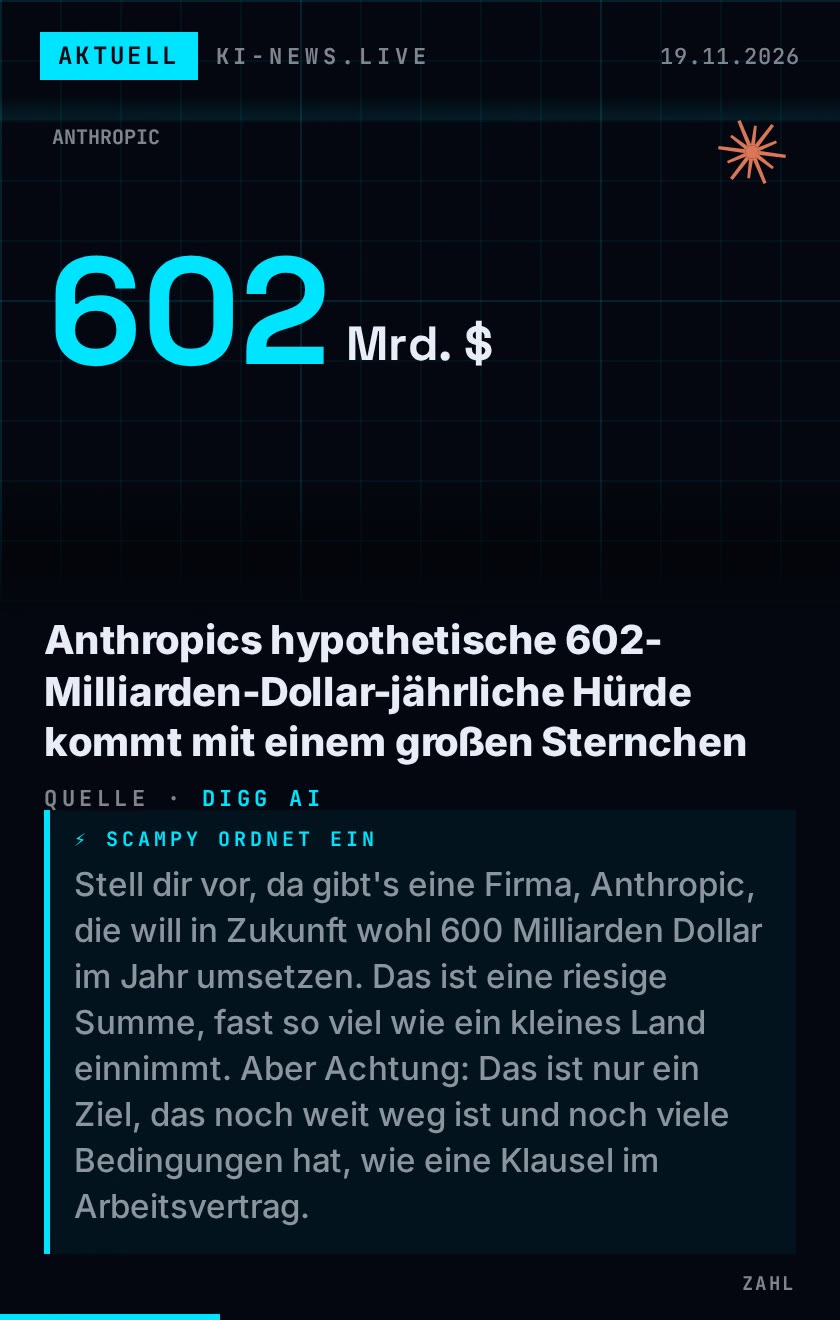 AKTUELL KI-NEWS.LIVE 19.11.2026
ANTHROPIC
602 Mrd. $
Anthropics hypothetische 602-
Milliarden-Dollar-jährliche Hürde
kommt mit einem großen Sternchen
QUELLE · DIGG AI
⚡ SCAMPY ORDNET EIN
Stell dir vor, da gibt's eine Firma, Anthropic,
die will in Zukunft wohl 600 Milliarden Dollar
im Jahr umsetzen. Das ist eine riesige
Summe, fast so viel wie ein kleines Land
einnimmt. Aber Achtung: Das ist nur ein
Ziel, das noch weit weg ist und noch viele
Bedingungen hat, wie eine Klausel im
Arbeitsvertrag.
ZAHL